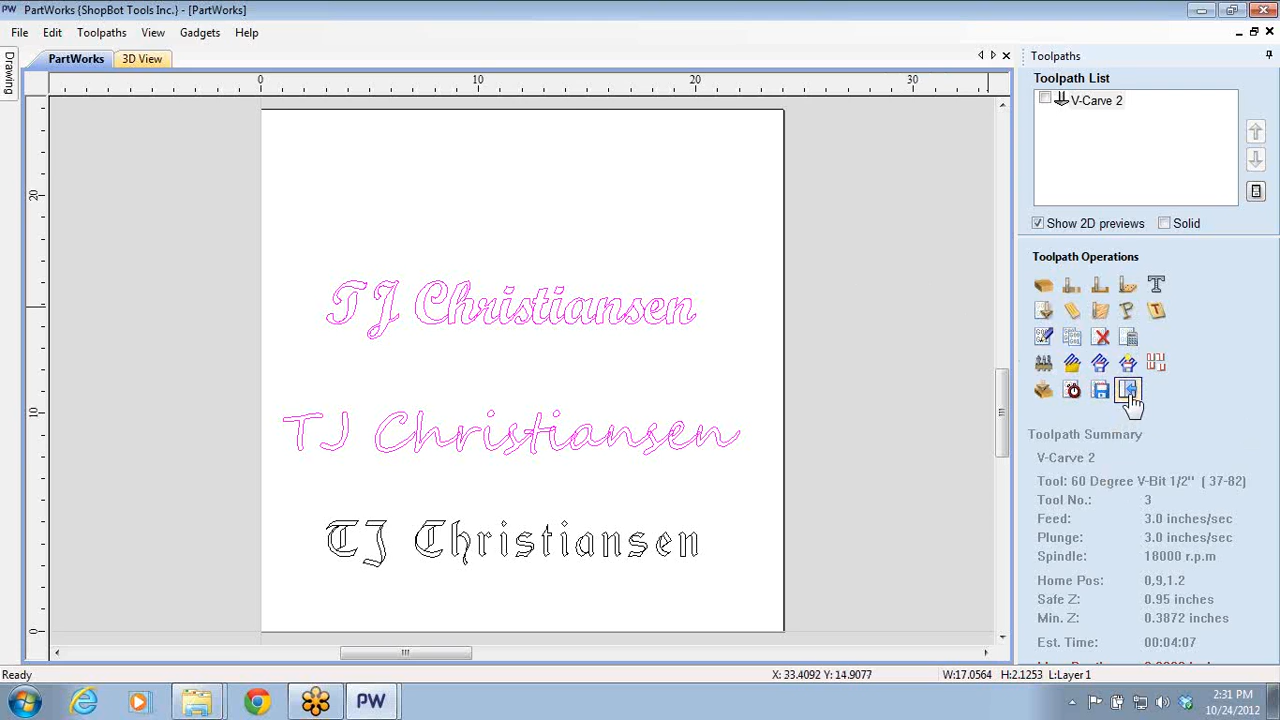 PW PartWorks {ShopBot Tools Inc.} - [PartWorks]
File Edit Toolpaths View Gadgets Help
Drawing
PartWorks 3D View
0 10 20 30
20
10
0
TJ Christiansen
TJ Christiansen
TJ Christiansen
Toolpaths
Toolpath List
V-Carve 2
Show 2D previews Solid
Toolpath Operations
Toolpath Summary
V-Carve 2
Tool: 60 Degree V-Bit 1/2" ( 37-82)
Tool No.: 3
Feed: 3.0 inches/sec
Plunge: 3.0 inches/sec
Spindle: 18000 r.p.m
Home Pos: 0,9,1.2
Safe Z: 0.95 inches
Min. Z: 0.3872 inches
Est. Time: 00:04:07
Ready X: 33.4092 Y: 14.9077 W:17.0564 H:2.1253 L:Layer1
PW
2:31 PM
10/24/2012